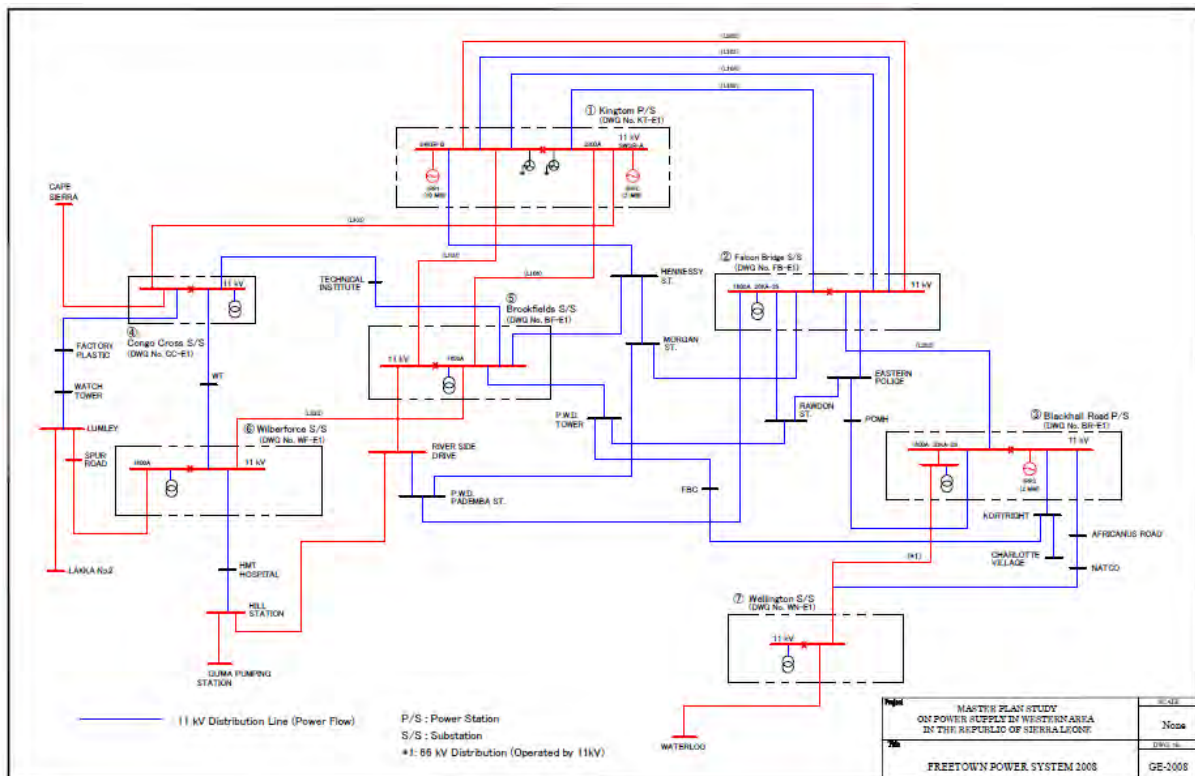 ① Kingtom P/S
(DWG No. KT-E1)
11 kV
CAPE
SIERRA
11 kV
④
Congo Cross S/S
(DWG No. CC-E1)
TECHNICAL
INSTITUTE
HENNESSY
ST.
② Falcon Bridge S/S
(DWG No. FB-E1)
11 kV
⑤
Brookfields S/S
(DWG No. BF-E1)
11 kV
MORGAN
ST.
FACTORY
PLASTIC
WATCH
TOWER
WT
EASTERN
POLICE
P.W.D.
TOWER
RAWDON
ST.
PCMH
③ Blackhall Road P/S
(DWG No. BR-E1)
11 kV
LUMLEY
SPUR
ROAD
⑥ Wilberforce S/S
(DWG No. WF-E1)
11 kV
RIVER SIDE
DRIVE
P.W.D.
PADEMBA ST.
FBC
KORTRIGHT
AFRICANUS ROAD
CHARLOTTE
VILLAGE
NATCO
(*1)
LAKKA No.2
HMT
HOSPITAL
HILL
STATION
GUMA PUMPING
STATION
⑦ Wellington S/S
(DWG No. WN-E1)
11 kV
WATERLOO
11 kV Distribution Line (Power Flow)
P/S : Power Station
S/S : Substation
*1: 66 kV Distribution (Operated by 11kV)
Project
MASTER PLAN STUDY
ON POWER SUPPLY IN WESTERN AREA
IN THE REPUBLIC OF SIERRA LEONE
SCALE
None
Title
FREETOWN POWER SYSTEM 2008
DWG No.
GE-2008